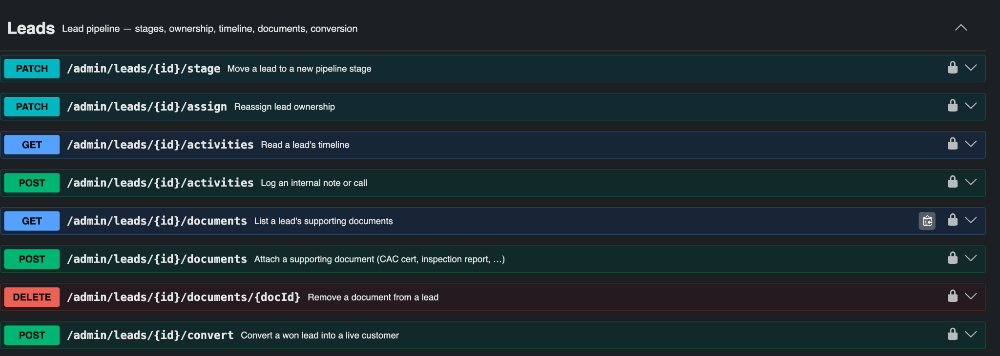 Leads Lead pipeline — stages, ownership, timeline, documents, conversion
PATCH /admin/leads/{id}/stage Move a lead to a new pipeline stage
PATCH /admin/leads/{id}/assign Reassign lead ownership
GET /admin/leads/{id}/activities Read a lead's timeline
POST /admin/leads/{id}/activities Log an internal note or call
GET /admin/leads/{id}/documents List a lead's supporting documents
POST /admin/leads/{id}/documents Attach a supporting document (CAC cert, inspection report, …)
DELETE /admin/leads/{id}/documents/{docId} Remove a document from a lead
POST /admin/leads/{id}/convert Convert a won lead into a live customer